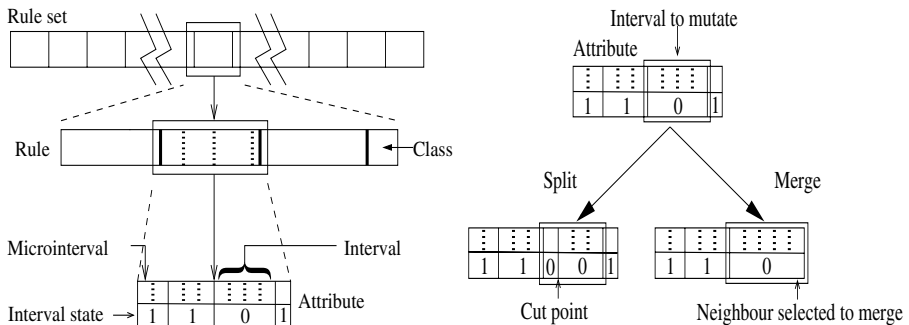 Rule set
Rule
Class
Microinterval
Interval
Attribute
Interval state
1 1 0 1
Interval to mutate
Attribute
1 1 0 1
Split
Merge
1 1 0 0 1
1 1 0
Cut point
Neighbour selected to merge